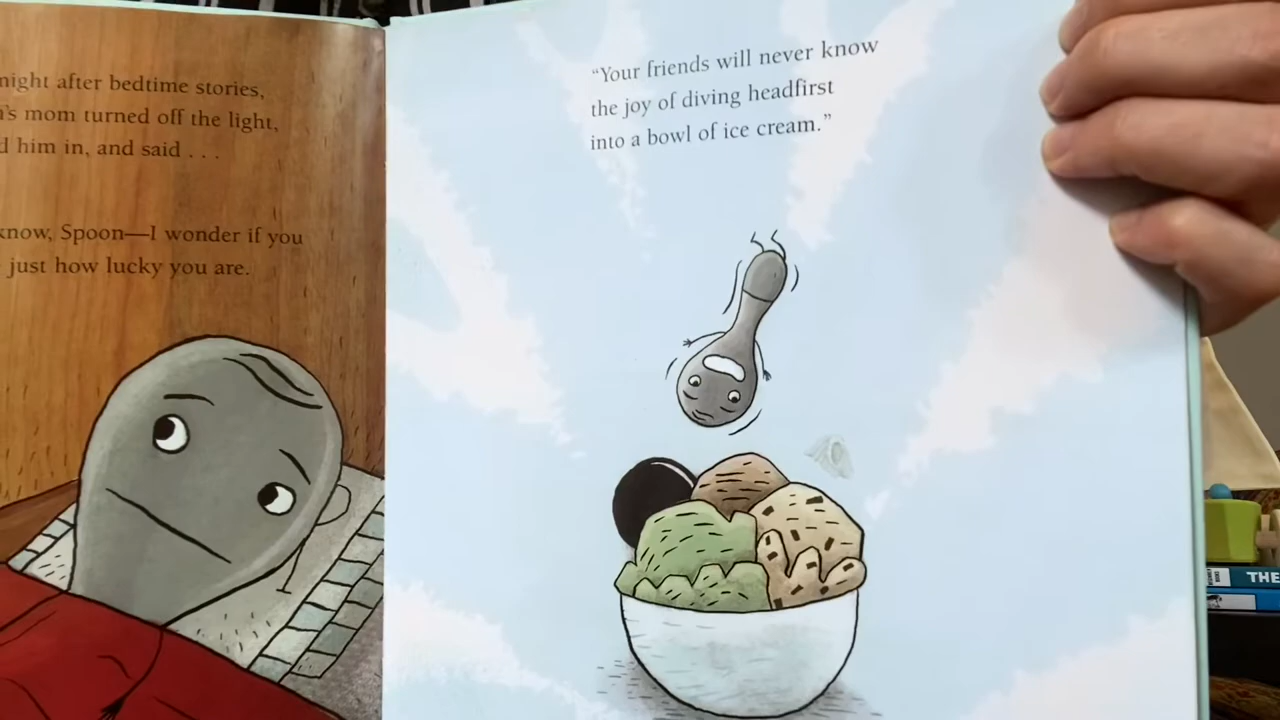 night after bedtime stories,
's mom turned off the light,
him in, and said . . .
know, Spoon—I wonder if you
just how lucky you are.
“Your friends will never know
the joy of diving headfirst
into a bowl of ice cream.”
THE